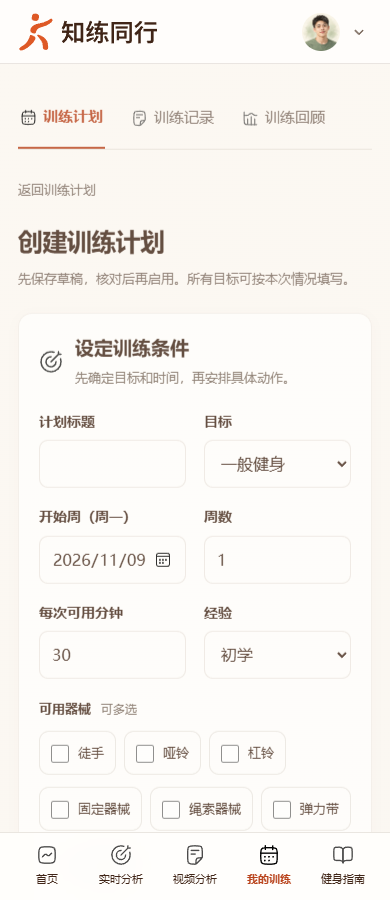 知练同行
训练计划 训练记录 训练回顾
返回训练计划
创建训练计划
先保存草稿，核对后再启用。所有目标可按本次情况填写。
设定训练条件
先确定目标和时间，再安排具体动作。
计划标题 目标
一般健身
开始周（周一） 周数
2026/11/09 1
每次可用分钟 经验
30 初学
可用器械 可多选
徒手 哑铃 杠铃
固定器械 绳索器械 弹力带
首页 实时分析 视频分析 我的训练 健身指南